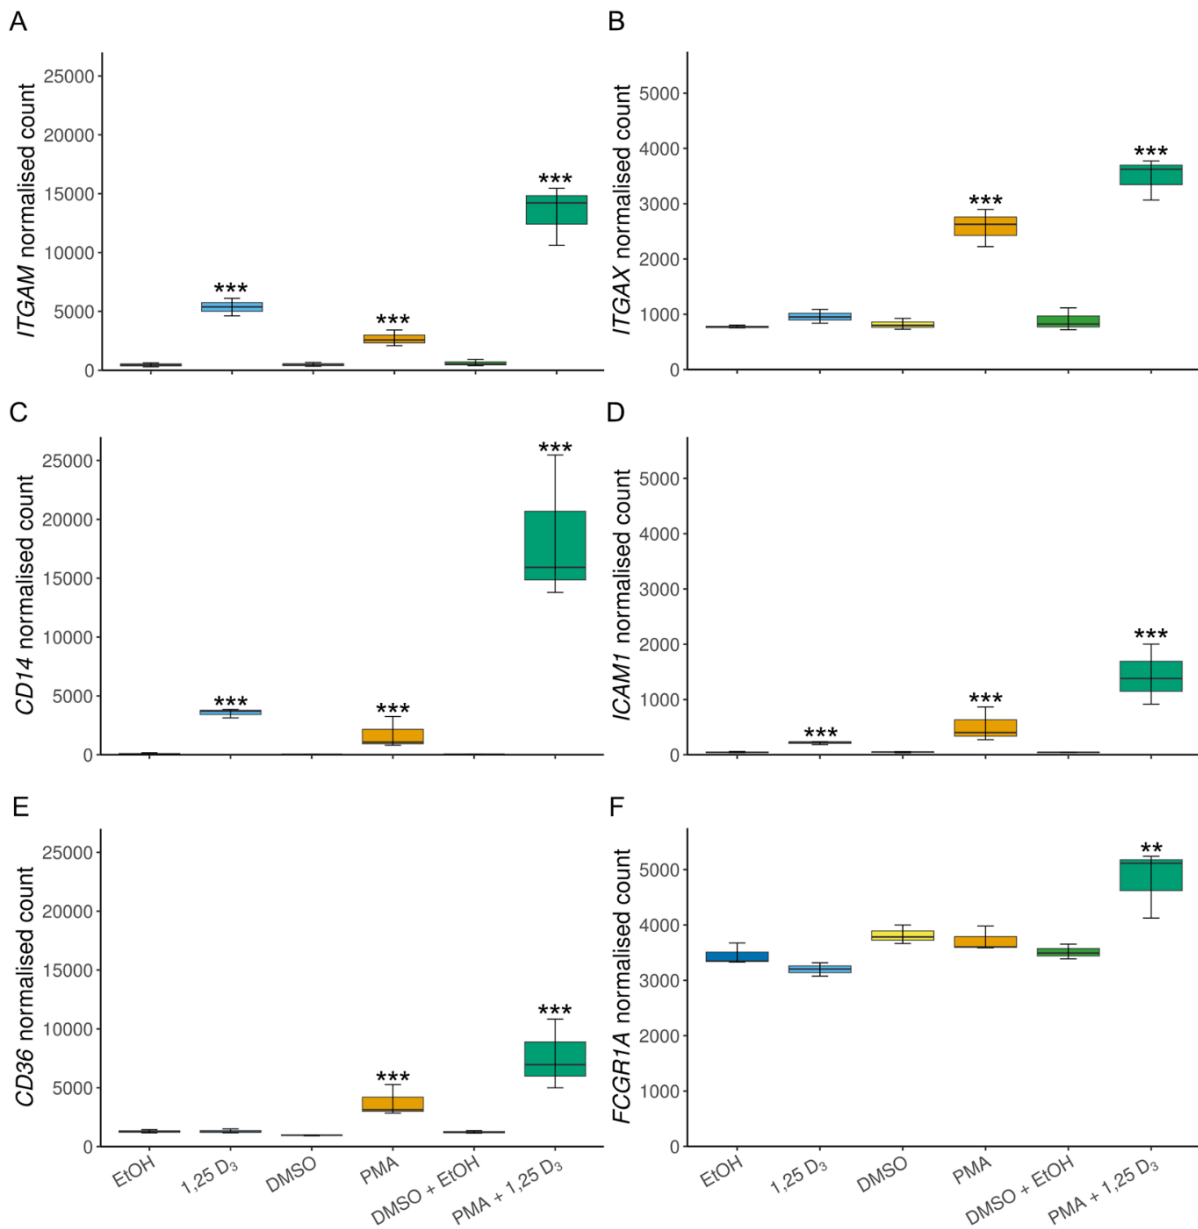 A
ITGAM normalised count
25000
20000
15000
10000
5000
0
***
***
***
B
ITGAX normalised count
5000
4000
3000
2000
1000
0
***
***
C
CD14 normalised count
25000
20000
15000
10000
5000
0
***
***
***
D
ICAM1 normalised count
5000
4000
3000
2000
1000
0
***
***
***
E
CD36 normalised count
25000
20000
15000
10000
5000
0
***
***
EtOH
1,25 D₃
DMSO
PMA
DMSO + EtOH
PMA + 1,25 D₃
F
FCGR1A normalised count
5000
4000
3000
2000
1000
0
**
EtOH
1,25 D₃
DMSO
PMA
DMSO + EtOH
PMA + 1,25 D₃